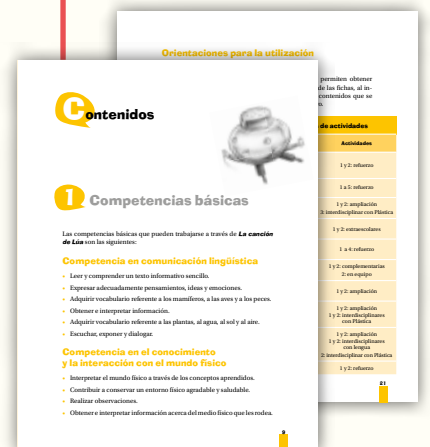 Orientaciones para la utilización
permiten obtener
de las fichas, al in-
contenidos que se
de actividades
Actividades
1 y 2: refuerzo
1 a 5: refuerzo
1 y 2: ampliación
3: interdisciplinar con Plástica
1 y 2: extraescolares
1 a 4: refuerzo
1 y 2: complementarias
2: en equipo
1 y 2: ampliación
1 y 2: ampliación
1 y 2: interdisciplinares
con Plástica
1 y 2: ampliación
1 y 2: interdisciplinares
con lengua
2: interdisciplinar con Plástica
1 y 2: refuerzo
21
Contenidos
1 Competencias básicas
Las competencias básicas que pueden trabajarse a través de La canción
de Lúa son las siguientes:
Competencia en comunicación lingüística
• Leer y comprender un texto informativo sencillo.
• Expresar adecuadamente pensamientos, ideas y emociones.
• Adquirir vocabulario referente a los mamíferos, a las aves y a los peces.
• Obtener e interpretar información.
• Adquirir vocabulario referente a las plantas, al agua, al sol y al aire.
• Escuchar, exponer y dialogar.
Competencia en el conocimiento
y la interacción con el mundo físico
• Interpretar el mundo físico a través de los conceptos aprendidos.
• Contribuir a conservar un entorno físico agradable y saludable.
• Realizar observaciones.
• Obtener e interpretar información acerca del medio físico que les rodea.
9